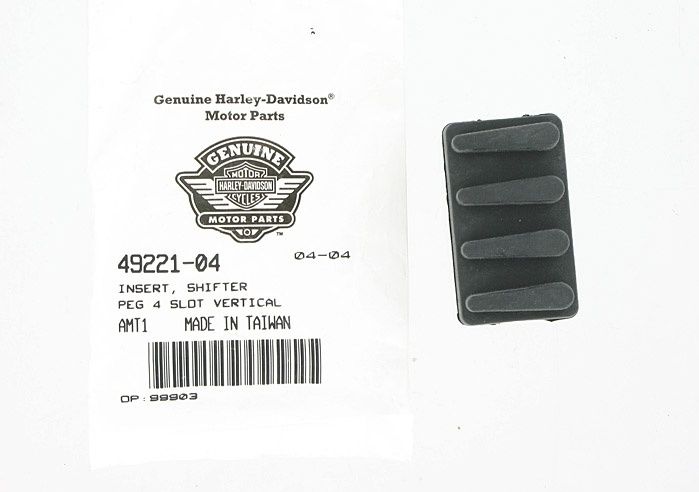 Genuine Harley-Davidson®
Motor Parts
GENUINE
MOTOR
HARLEY-DAVIDSON
CYCLES
MOTOR PARTS
™
49221-04 04-04
INSERT, SHIFTER
PEG 4 SLOT VERTICAL
AMT1 MADE IN TAIWAN
OP:99903